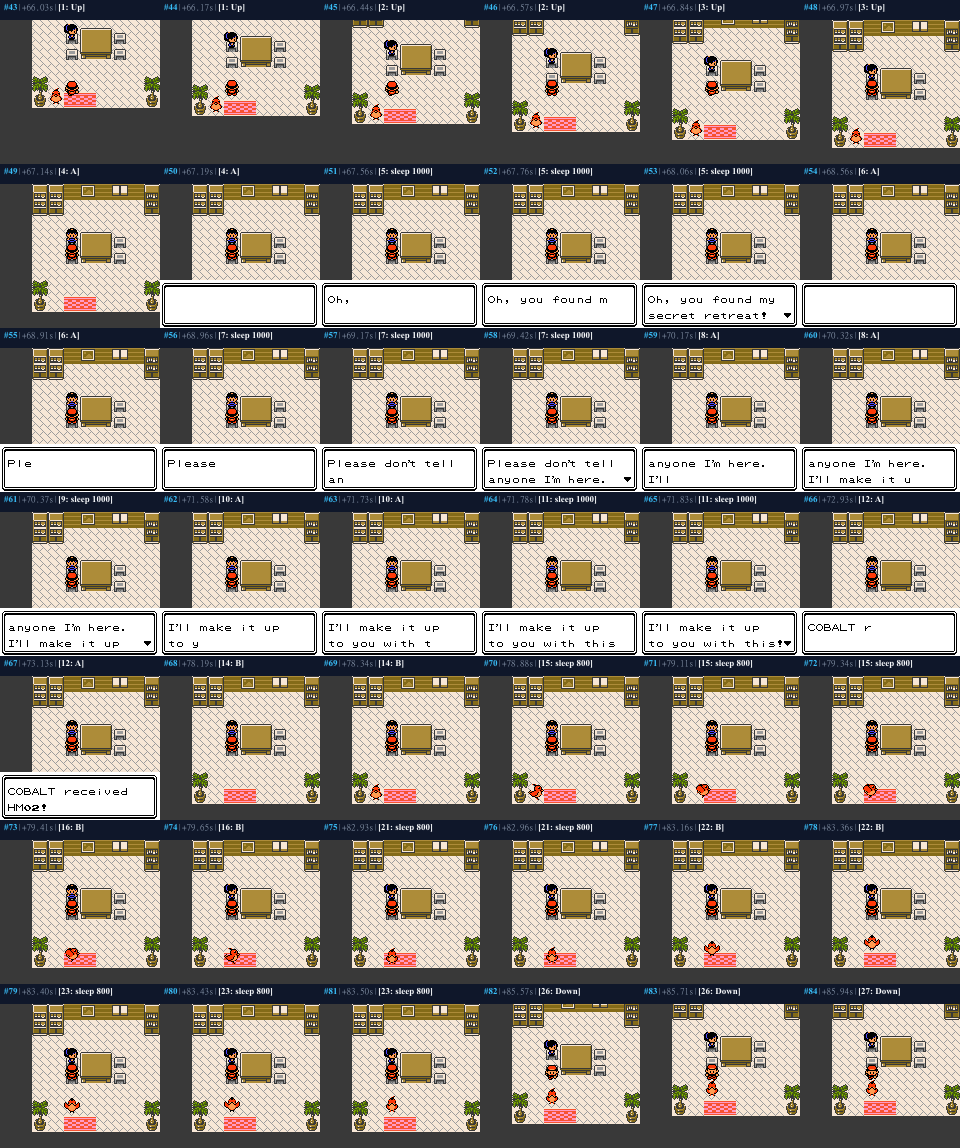 #43|+66.03s| [1: Up]
#44|+66.17s| [1: Up]
#45|+66.44s| [2: Up]
#46|+66.57s| [2: Up]
#47|+66.84s| [3: Up]
#48|+66.97s| [3: Up]
#49|+67.14s| [4: A]
#50|+67.19s| [4: A]
#51|+67.56s| [5: sleep 1000]
#52|+67.76s| [5: sleep 1000]
#53|+68.06s| [5: sleep 1000]
#54|+68.56s| [6: A]
Oh,
Oh, you found m
Oh, you found my
secret retreat!
#55|+68.91s| [6: A]
#56|+68.96s| [7: sleep 1000]
#57|+69.17s| [7: sleep 1000]
#58|+69.42s| [7: sleep 1000]
#59|+70.17s| [8: A]
#60|+70.32s| [8: A]
Ple
Please
Please don't tell
an
Please don't tell
anyone I'm here.
anyone I'm here.
I'll
anyone I'm here.
I'll make it u
#61|+70.37s| [9: sleep 1000]
#62|+71.58s| [10: A]
#63|+71.73s| [10: A]
#64|+71.78s| [11: sleep 1000]
#65|+71.83s| [11: sleep 1000]
#66|+72.93s| [12: A]
anyone I'm here.
I'll make it up
I'll make it up
to y
I'll make it up
to you with t
I'll make it up
to you with this
I'll make it up
to you with this!
COBALT r
#67|+73.13s| [12: A]
#68|+78.19s| [14: B]
#69|+78.34s| [14: B]
#70|+78.88s| [15: sleep 800]
#71|+79.11s| [15: sleep 800]
#72|+79.34s| [15: sleep 800]
COBALT received
HM02!
#73|+79.41s| [16: B]
#74|+79.65s| [16: B]
#75|+82.93s| [21: sleep 800]
#76|+82.96s| [21: sleep 800]
#77|+83.16s| [22: B]
#78|+83.36s| [22: B]
#79|+83.40s| [23: sleep 800]
#80|+83.43s| [23: sleep 800]
#81|+83.50s| [23: sleep 800]
#82|+85.57s| [26: Down]
#83|+85.71s| [26: Down]
#84|+85.94s| [27: Down]